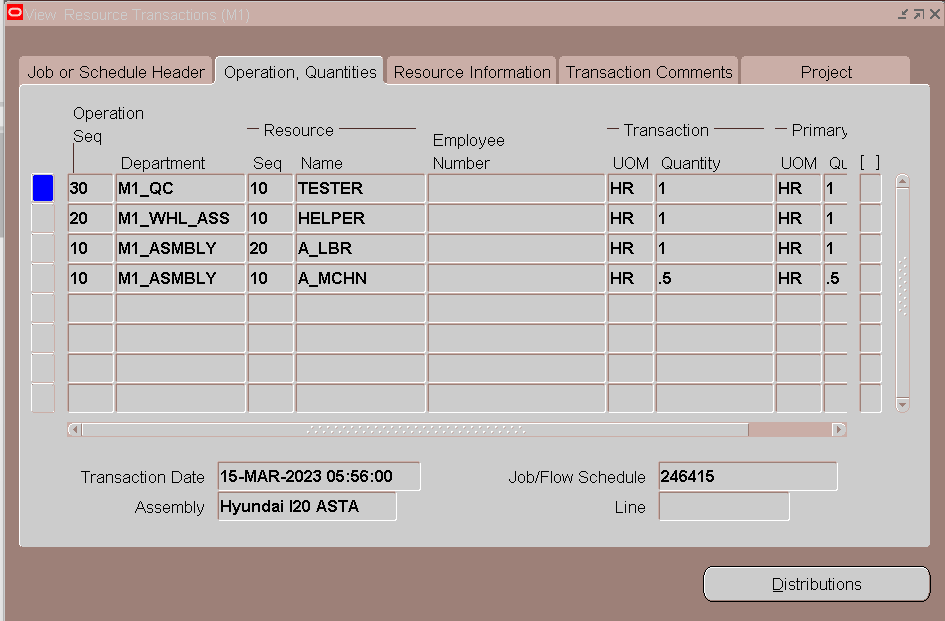 View Resource Transactions (M1)
Job or Schedule Header Operation, Quantities Resource Information Transaction Comments Project
Operation
Seq Resource Employee Transaction Primary
Department Seq Name Number UOM Quantity UOM Qu [ ]
30 M1_QC 10 TESTER HR 1 HR 1
20 M1_WHL_ASS 10 HELPER HR 1 HR 1
10 M1_ASMBLY 20 A_LBR HR 1 HR 1
10 M1_ASMBLY 10 A_MCHN HR .5 HR .5
Transaction Date 15-MAR-2023 05:56:00 Job/Flow Schedule 246415
Assembly Hyundai I20 ASTA Line
Distributions